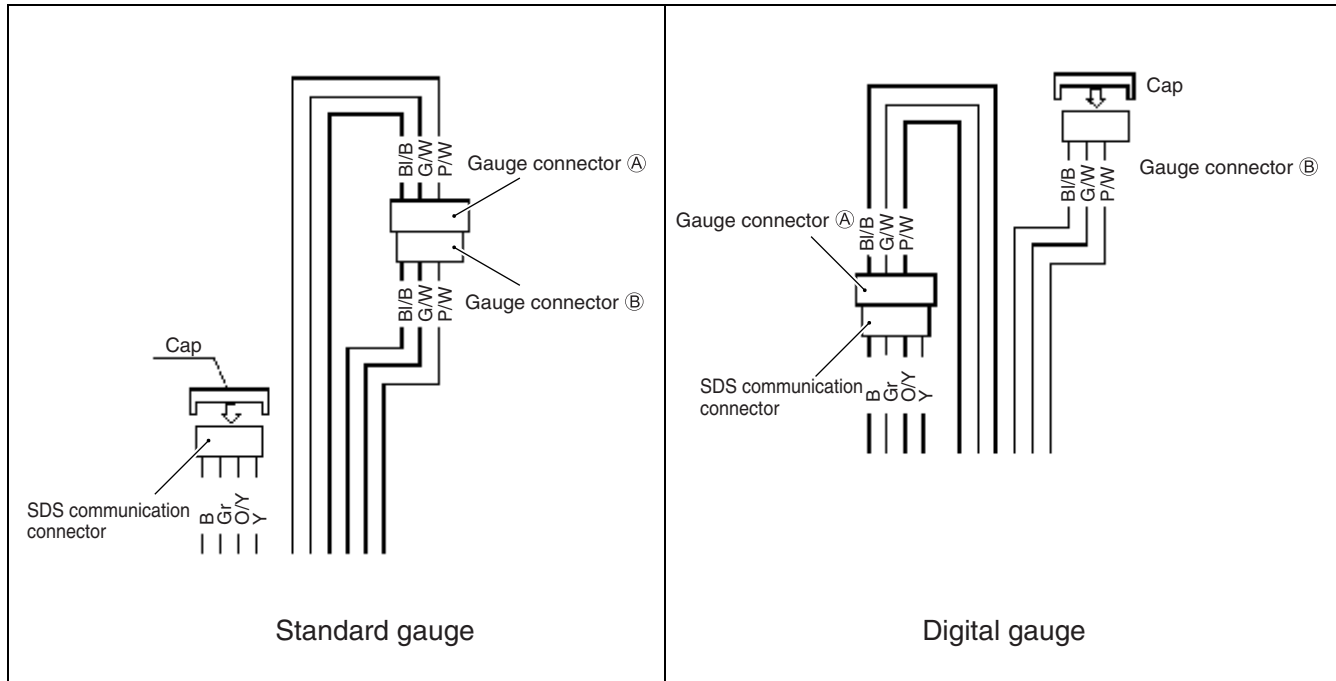 Bl/B
G/W
P/W
Gauge connector Ⓐ
Gauge connector Ⓑ
Bl/B
G/W
P/W
Cap
SDS communication
connector
B
Gr
O/Y
Y
Standard gauge
Cap
Bl/B
G/W
P/W
Gauge connector Ⓑ
Gauge connector Ⓐ
Bl/B
G/W
P/W
SDS communication
connector
B
Gr
O/Y
Y
Digital gauge